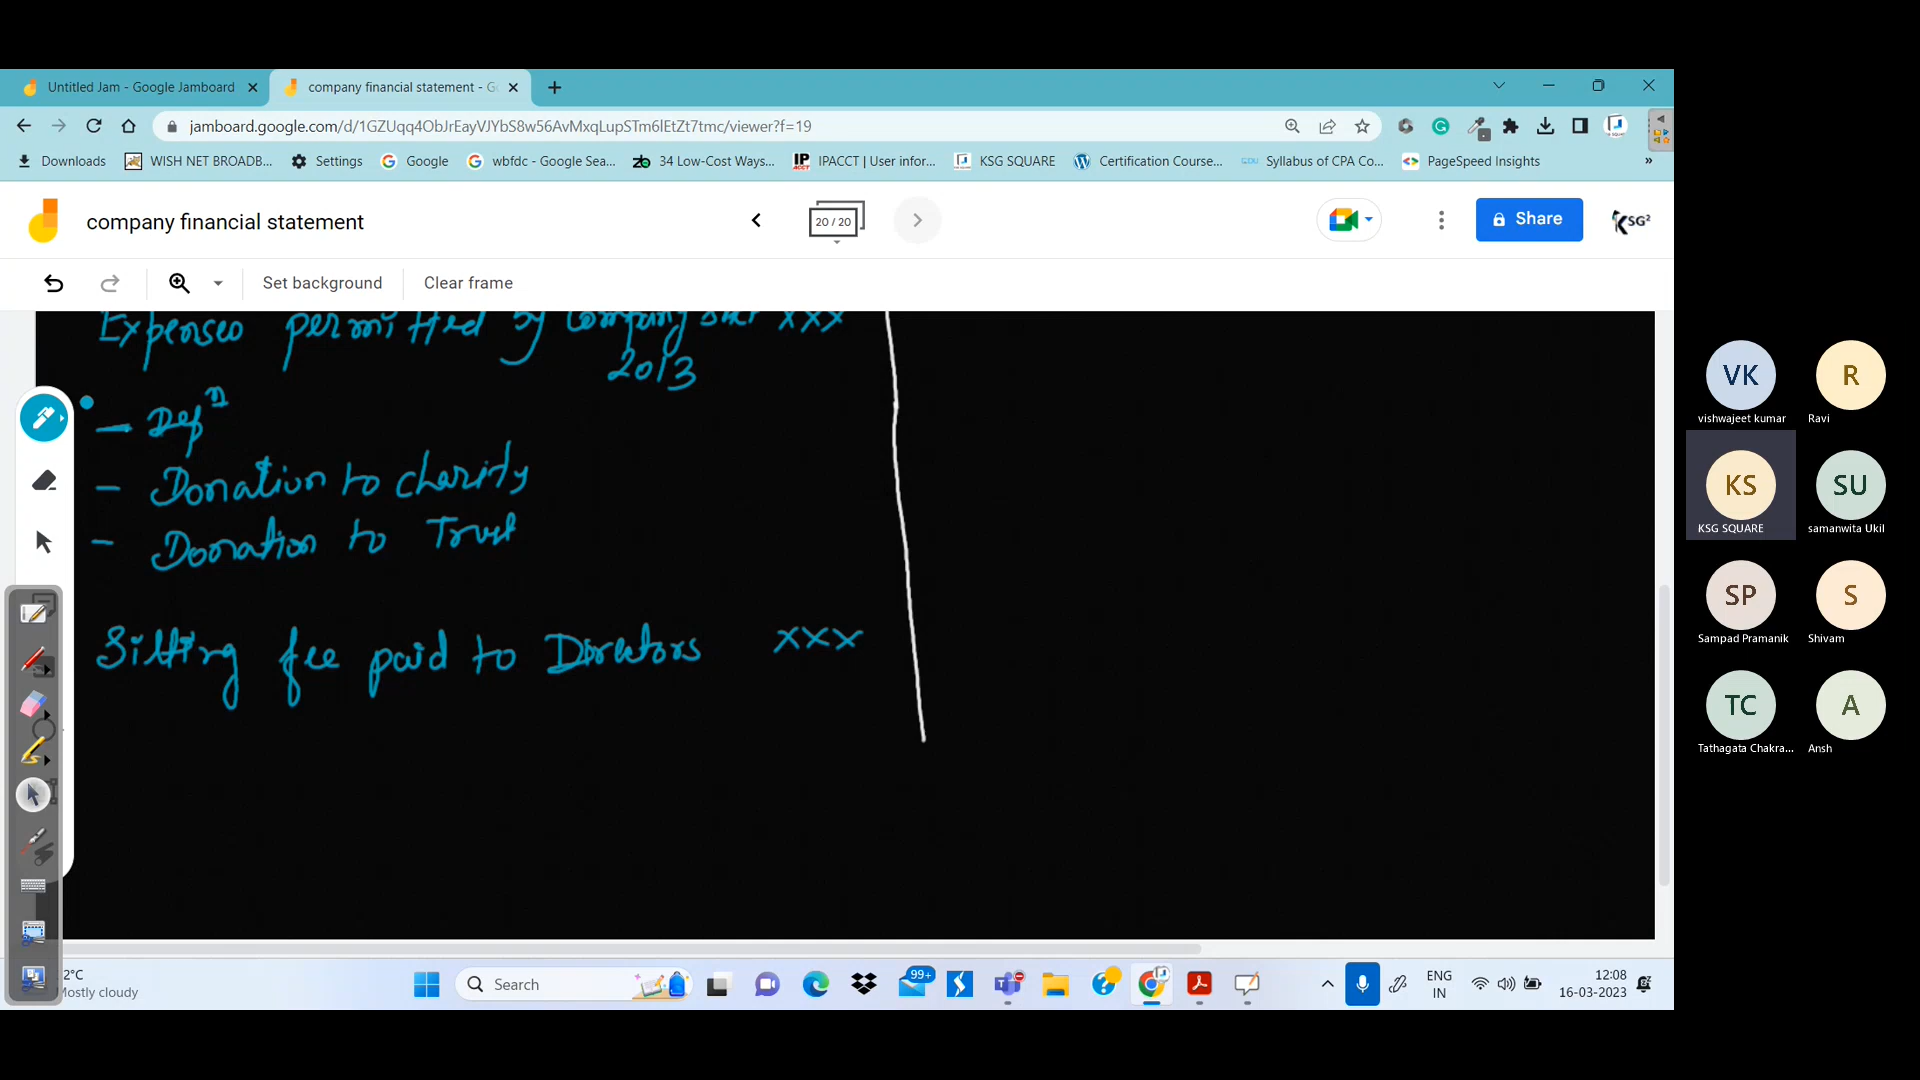 Untitled Jam - Google Jamboard
company financial statement - G
jamboard.google.com/d/1GZUqq4ObJrEayVJYbS8w56AvMxqLupSTm6lEtZt7tmc/viewer?f=19
Downloads
WISH NET BROADB...
Settings
Google
wbfdc - Google Sea...
34 Low-Cost Ways...
IPACCT | User infor...
KSG SQUARE
Certification Course...
Syllabus of CPA Co...
PageSpeed Insights
»
company financial statement
20 / 20
Share
KSG²
Set background
Clear frame
Expenses permitted by Company xxx
2013
- Depn
- Donation to charity
- Donation to Trust
Sitting fee paid to Directors xxx
VK
vishwajeet kumar
R
Ravi
KS
KSG SQUARE
SU
samanwita Ukil
SP
Sampad Pramanik
S
Shivam
TC
Tathagata Chakra...
A
Ansh
2°C
Mostly cloudy
Search
99+
ENG
IN
12:08
16-03-2023